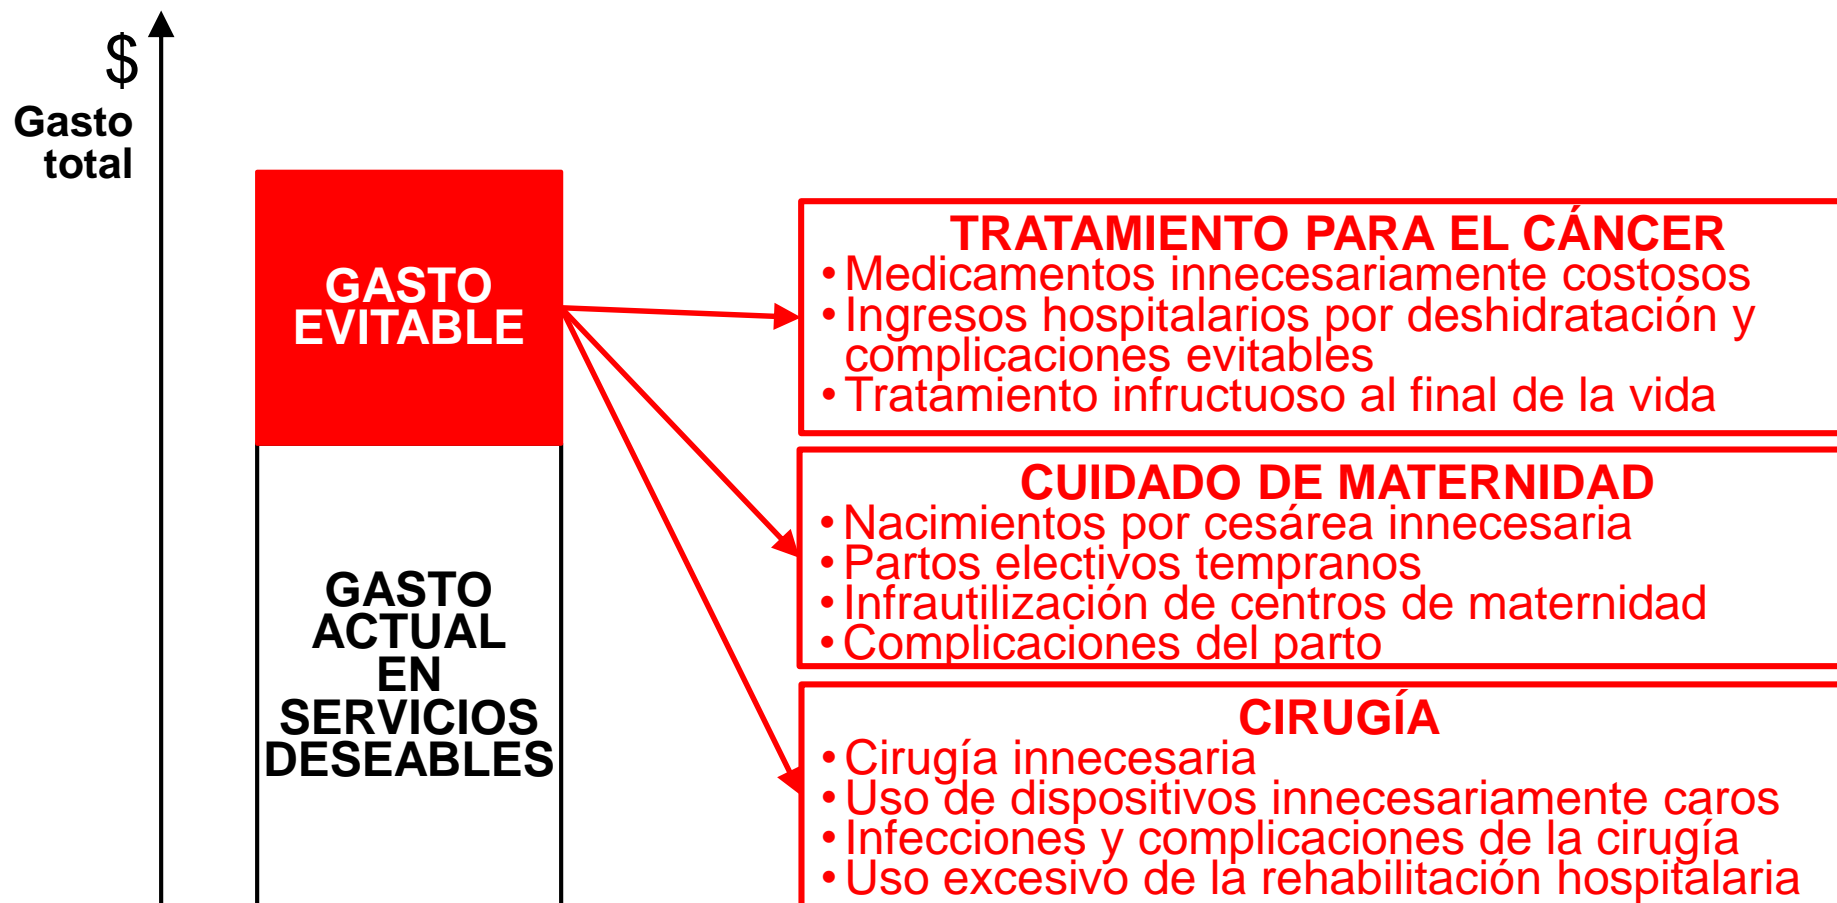 $
Gasto
total
GASTO
EVITABLE
GASTO
ACTUAL
EN
SERVICIOS
DESEABLES
TRATAMIENTO PARA EL CÁNCER
•Medicamentos innecesariamente costosos
•Ingresos hospitalarios por deshidratación y
complicaciones evitables
•Tratamiento infructuoso al final de la vida
CUIDADO DE MATERNIDAD
•Nacimientos por cesárea innecesaria
•Partos electivos tempranos
•Infrautilización de centros de maternidad
•Complicaciones del parto
CIRUGÍA
•Cirugía innecesaria
•Uso de dispositivos innecesariamente caros
•Infecciones y complicaciones de la cirugía
•Uso excesivo de la rehabilitación hospitalaria